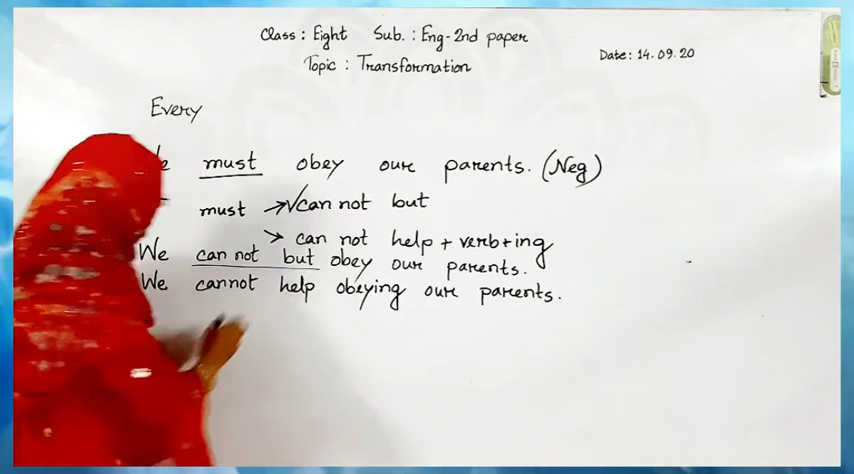 Class : Eight Sub. : Eng-2nd paper
Topic : Transformation
Date: 14.09.20
Every
must obey our parents. (Neg)
must →√can not but
→ can not help + verb+ing
We can not but obey our parents.
We cannot help obeying our parents.